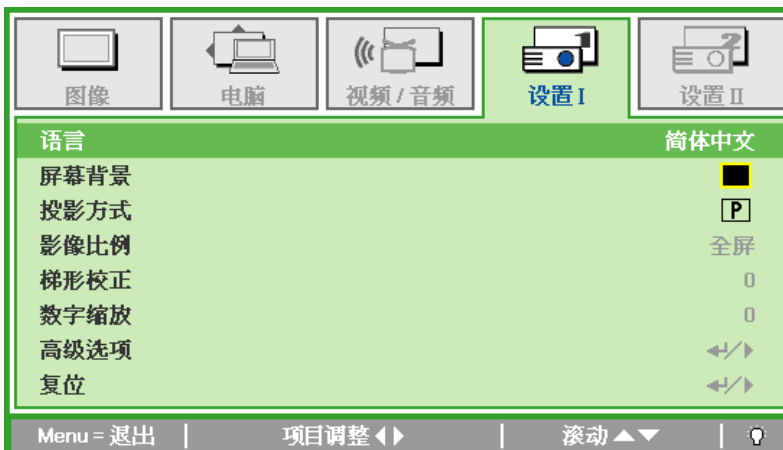 图像 电脑 视频 / 音频 设置 I 设置 II
语言 简体中文
屏幕背景
投影方式 P
影像比例 全屏
梯形校正 0
数字缩放 0
高级选项
复位
Menu = 退出 项目调整 滚动